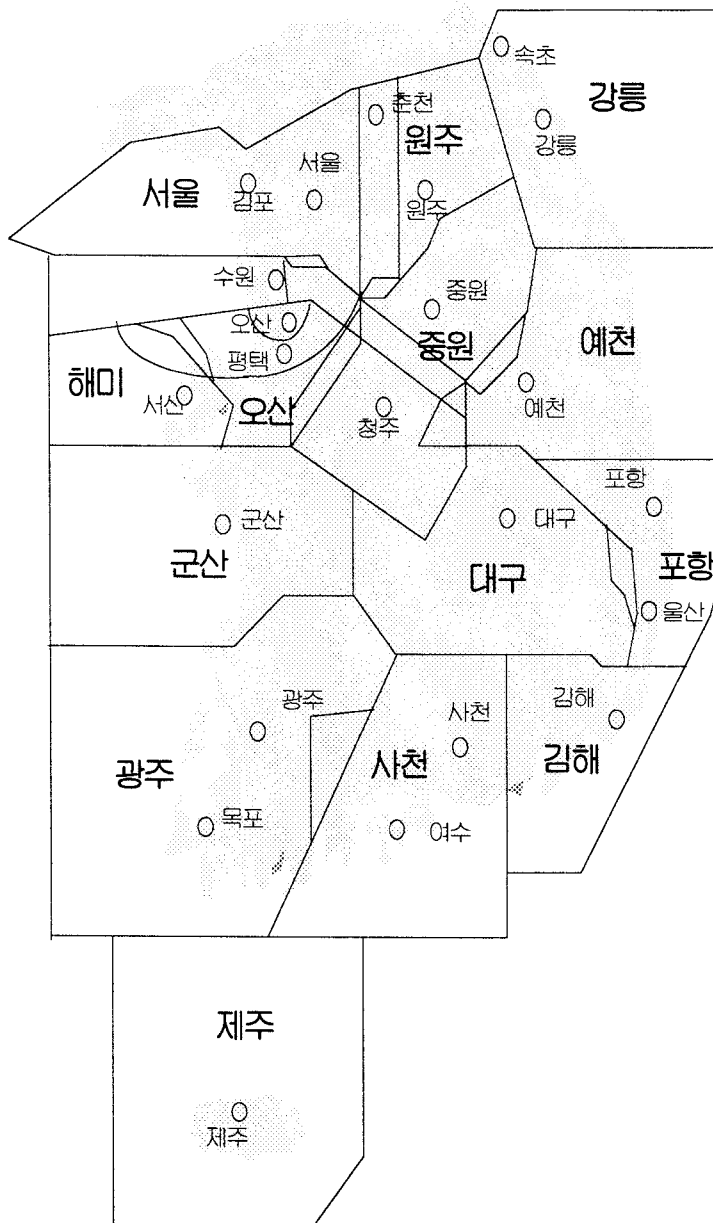 속초
강릉
춘천
원주
강릉
서울
서울
김포
원주
수원
중원
오산
중원
예천
평택
해미
서산
오산
청주
예천
포항
군산
대구
군산
대구
포항
울산
광주
사천
김해
광주
사천
김해
목포
여수
제주
제주